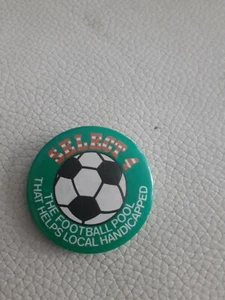 SELECT 4
THE FOOTBALL POOL
THAT HELPS LOCAL HANDICAPPED